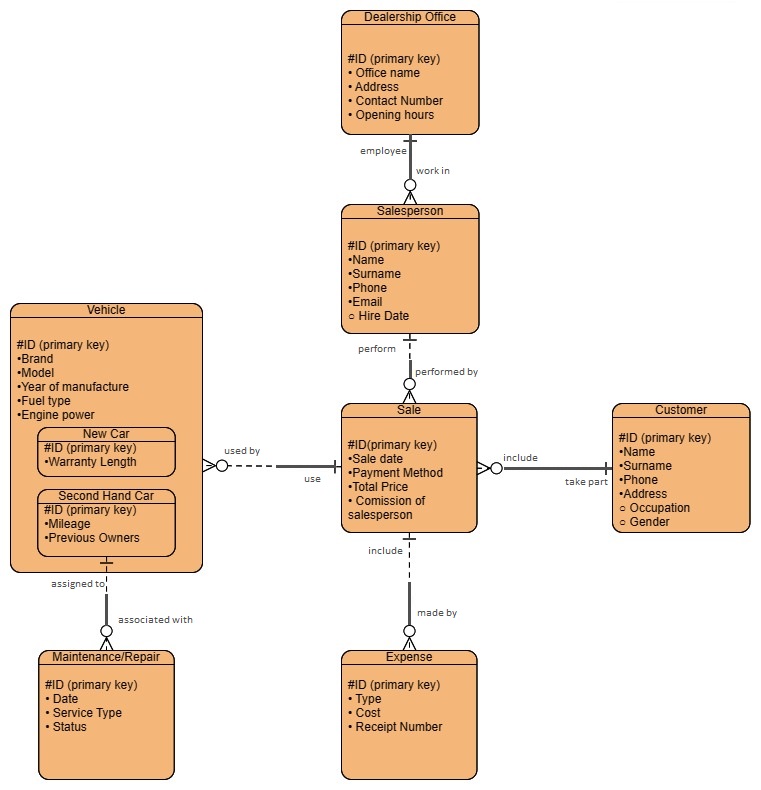 Dealership Office
#ID (primary key)
• Office name
• Address
• Contact Number
• Opening hours
employee
work in
Salesperson
#ID (primary key)
•Name
•Surname
•Phone
•Email
○ Hire Date
perform
performed by
Vehicle
#ID (primary key)
•Brand
•Model
•Year of manufacture
•Fuel type
•Engine power
New Car
#ID (primary key)
•Warranty Length
Second Hand Car
#ID (primary key)
•Mileage
•Previous Owners
used by
use
Sale
#ID(primary key)
•Sale date
•Payment Method
•Total Price
• Comission of
salesperson
include
take part
Customer
#ID (primary key)
•Name
•Surname
•Phone
•Address
○ Occupation
○ Gender
assigned to
associated with
include
made by
Maintenance/Repair
#ID (primary key)
• Date
• Service Type
• Status
Expense
#ID (primary key)
• Type
• Cost
• Receipt Number